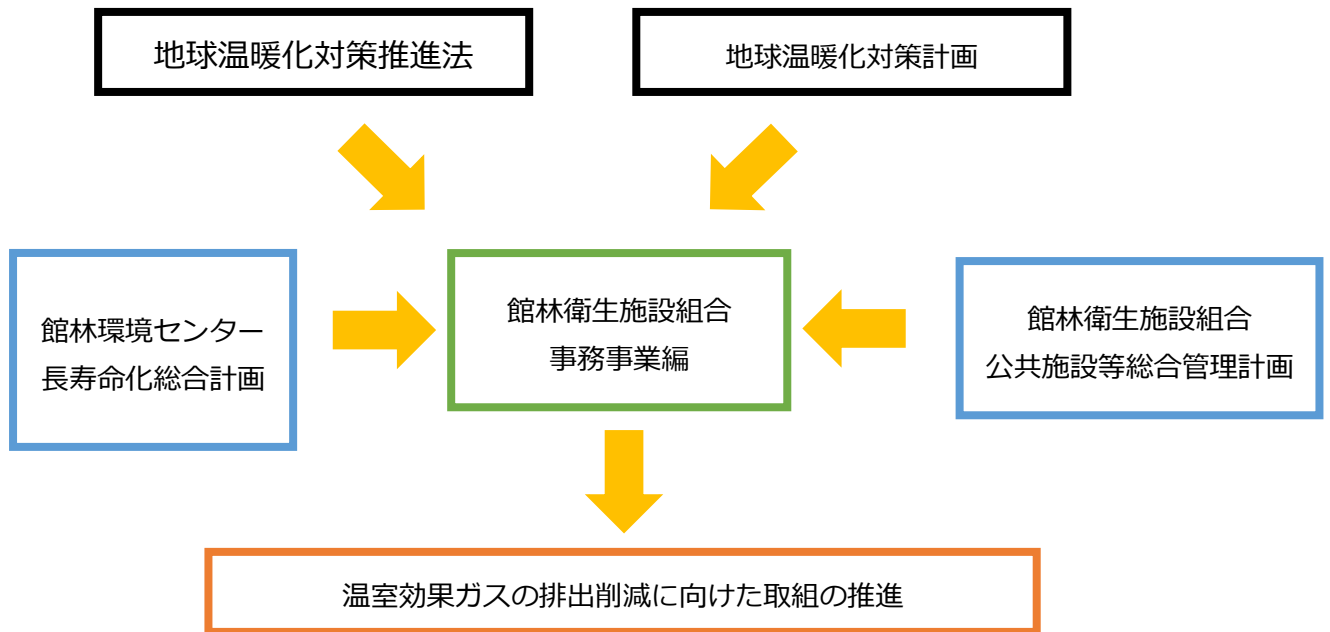 地球温暖化対策推進法
地球温暖化対策計画
館林環境センター
長寿命化総合計画
館林衛生施設組合
事務事業編
館林衛生施設組合
公共施設等総合管理計画
温室効果ガスの排出削減に向けた取組の推進